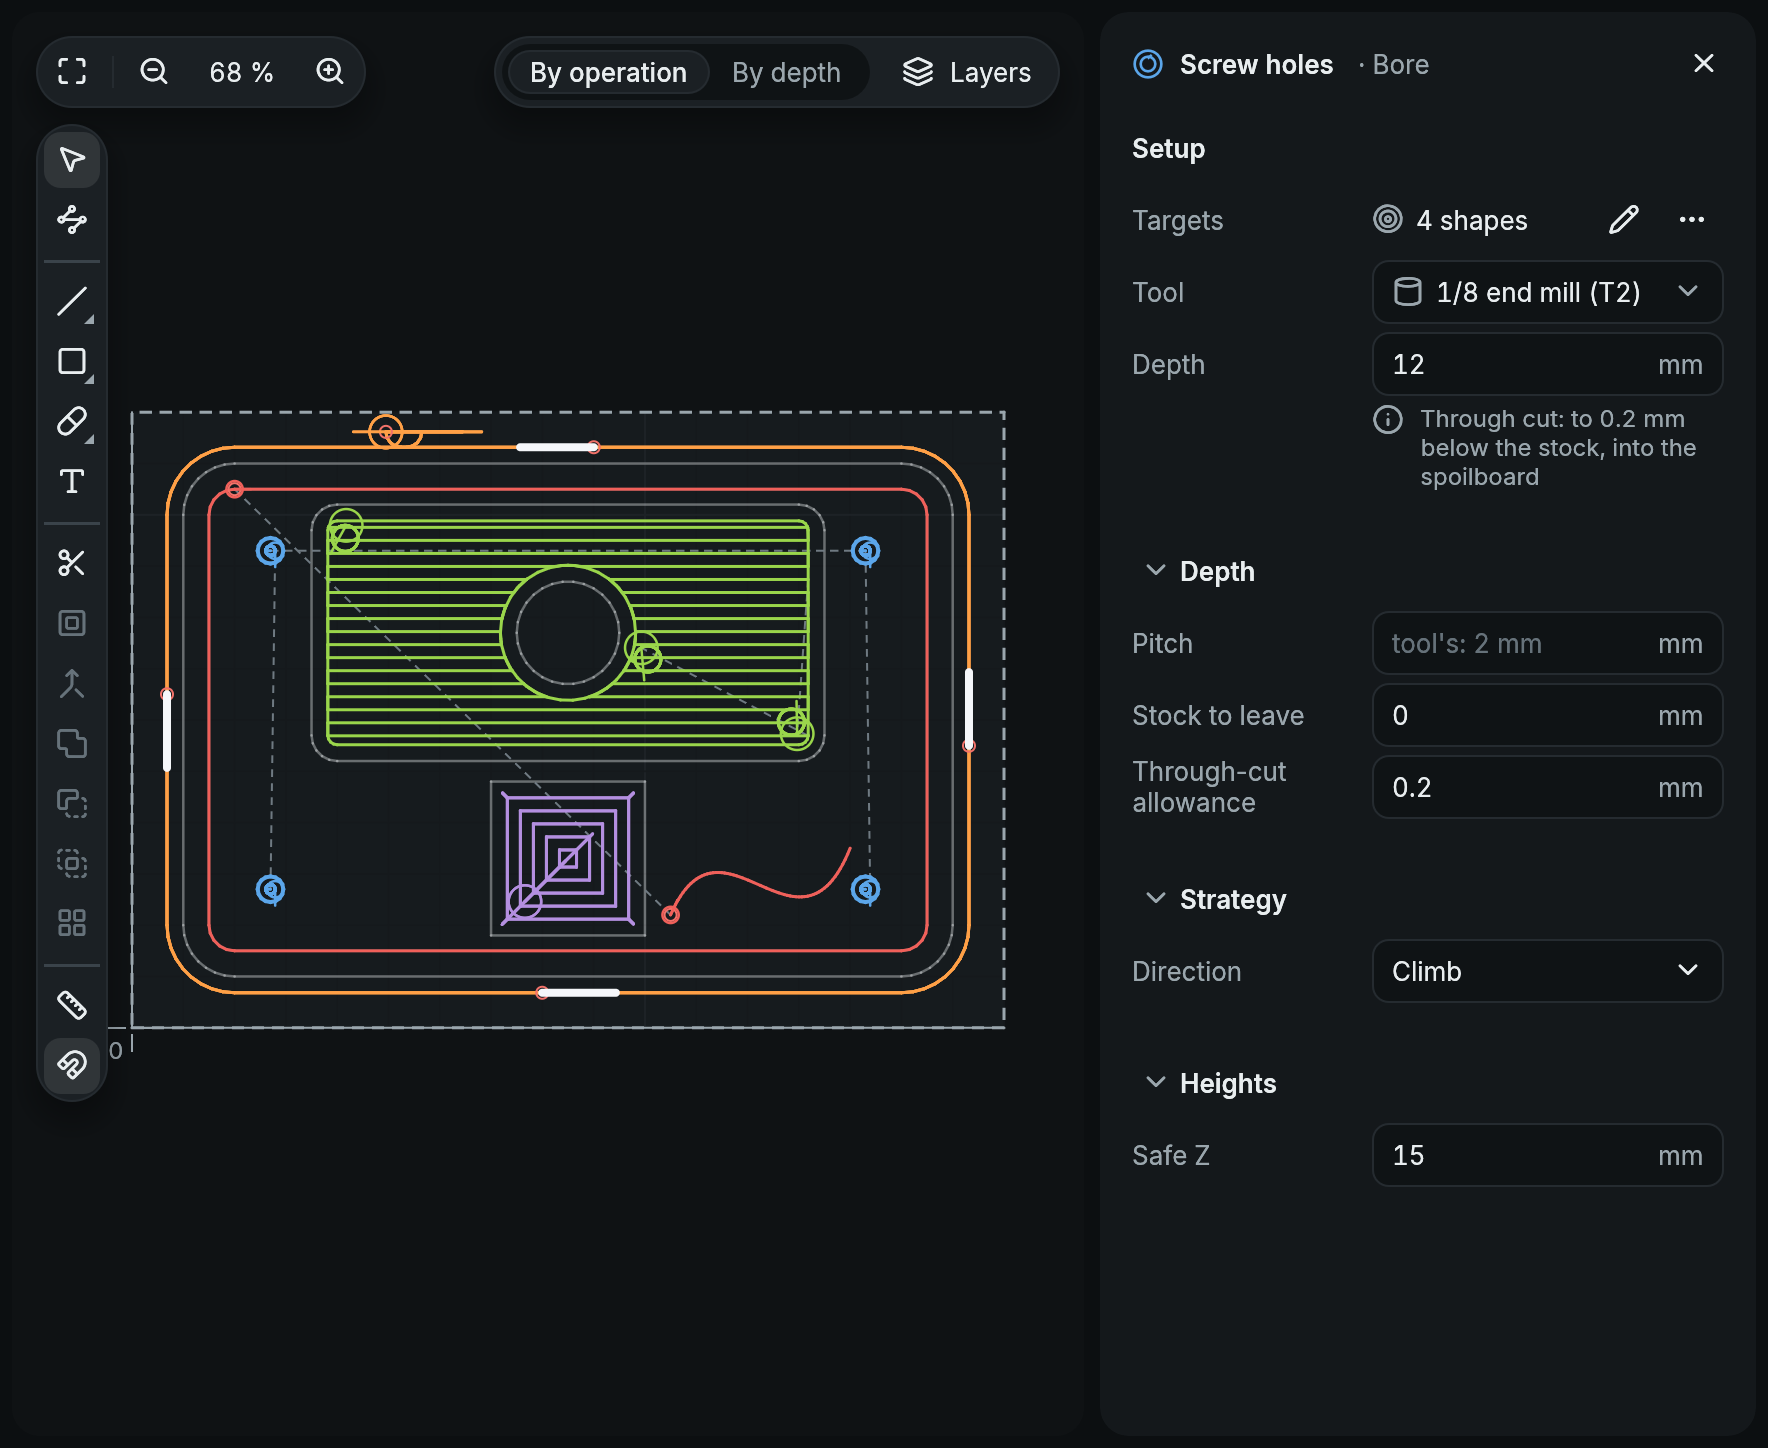 68 %
By operation
By depth
Layers
0
Screw holes · Bore
Setup
Targets
4 shapes
Tool
1/8 end mill (T2)
Depth
12 mm
Through cut: to 0.2 mm
below the stock, into the
spoilboard
Depth
Pitch
tool's: 2 mm mm
Stock to leave
0 mm
Through-cut
allowance
0.2 mm
Strategy
Direction
Climb
Heights
Safe Z
15 mm